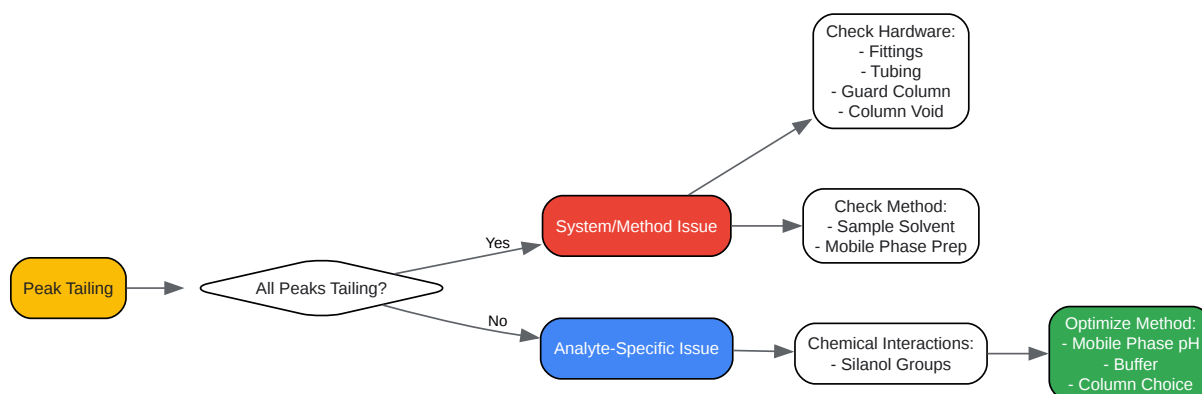 Peak Tailing
All Peaks Tailing?
Yes
No
System/Method Issue
Analyte-Specific Issue
Check Hardware:
- Fittings
- Tubing
- Guard Column
- Column Void
Check Method:
- Sample Solvent
- Mobile Phase Prep
Chemical Interactions:
- Silanol Groups
Optimize Method:
- Mobile Phase pH
- Buffer
- Column Choice